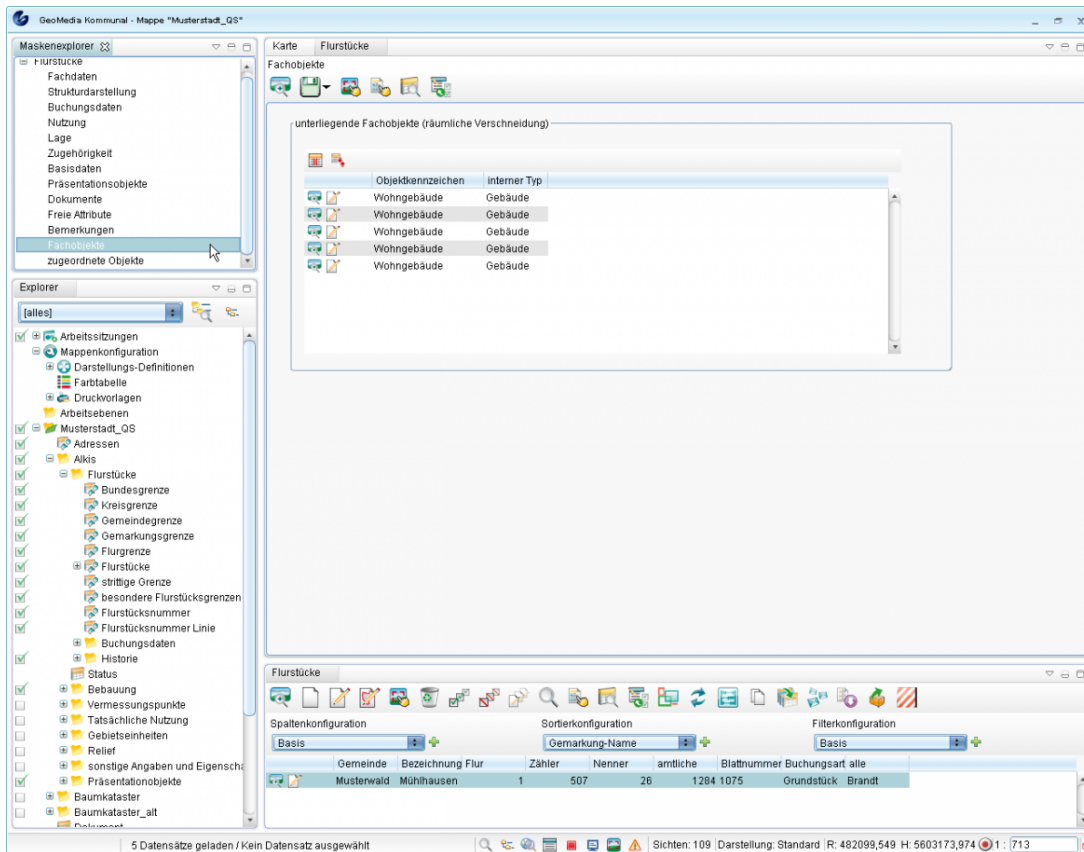 GeoMedia Kommunal - Mappe "Musterstadt_QS"
Maskenexplorer
Flurstücke
Fachdaten
Strukturdarstellung
Buchungsdaten
Nutzung
Lage
Zugehörigkeit
Basisdaten
Präsentationsobjekte
Dokumente
Freie Attribute
Bemerkungen
Fachobjekte
zugeordnete Objekte
Explorer
[alles]
Arbeitssitzungen
Mappenkonfiguration
Darstellungs-Definitionen
Farbtabelle
Druckvorlagen
Arbeitsebenen
Musterstadt_QS
Adressen
Alkis
Flurstücke
Bundesgrenze
Kreisgrenze
Gemeindegrenze
Gemarkungsgrenze
Flurgrenze
Flurstücke
strittige Grenze
besondere Flurstücksgrenzen
Flurstücksnummer
Flurstücksnummer Linie
Buchungsdaten
Historie
Status
Bebauung
Vermessungspunkte
Tatsächliche Nutzung
Gebietseinheiten
Relief
sonstige Angaben und Eigenscha
Präsentationobjekte
Baumkataster
Baumkataster_alt
Dokument
Karte Flurstücke
Fachobjekte
unterliegende Fachobjekte (räumliche Verschneidung)
Objektkennzeichen interner Typ
Wohngebäude Gebäude
Wohngebäude Gebäude
Wohngebäude Gebäude
Wohngebäude Gebäude
Wohngebäude Gebäude
Flurstücke
Spaltenkonfiguration Sortierkonfiguration Filterkonfiguration
Basis Gemarkung-Name Basis
Gemeinde Bezeichnung Flur Zähler Nenner amtliche Blattnummer Buchungsart alle
Musterwald Mühlhausen 1 507 26 1284 1075 Grundstück Brandt
5 Datensätze geladen / Kein Datensatz ausgewählt Sichten: 109 Darstellung: Standard R: 482099,549 H: 5603173,974 1 : 713